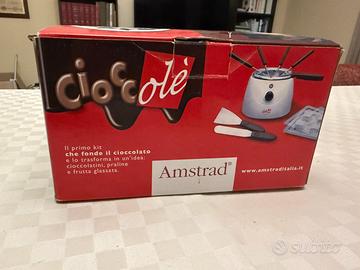 cioccolè
Il primo kit
che fonde il cioccolato
e lo trasforma in un'idea:
cioccolatini, praline
e frutta glassata.
Amstrad®
www.amstraditalia.it
subito